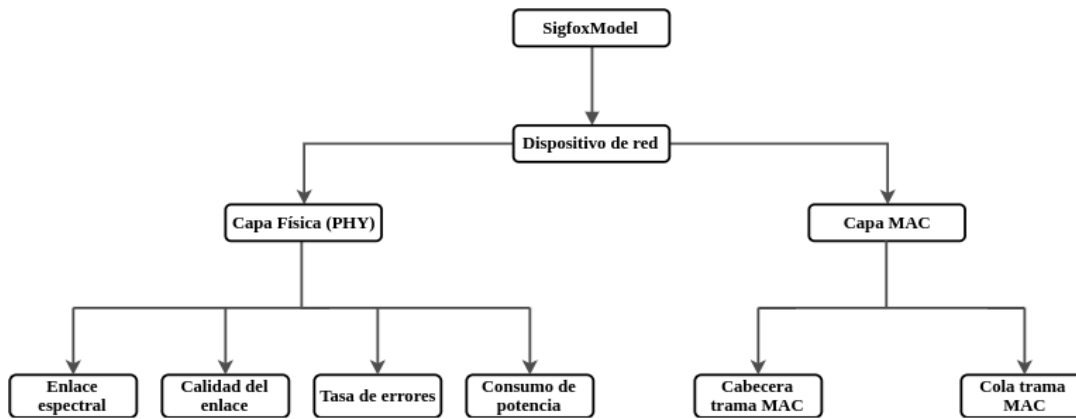 SigfoxModel
Dispositivo de red
Capa Física (PHY)
Capa MAC
Enlace
espectral
Calidad del
enlace
Tasa de errores
Consumo de
potencia
Cabecera
trama MAC
Cola trama
MAC